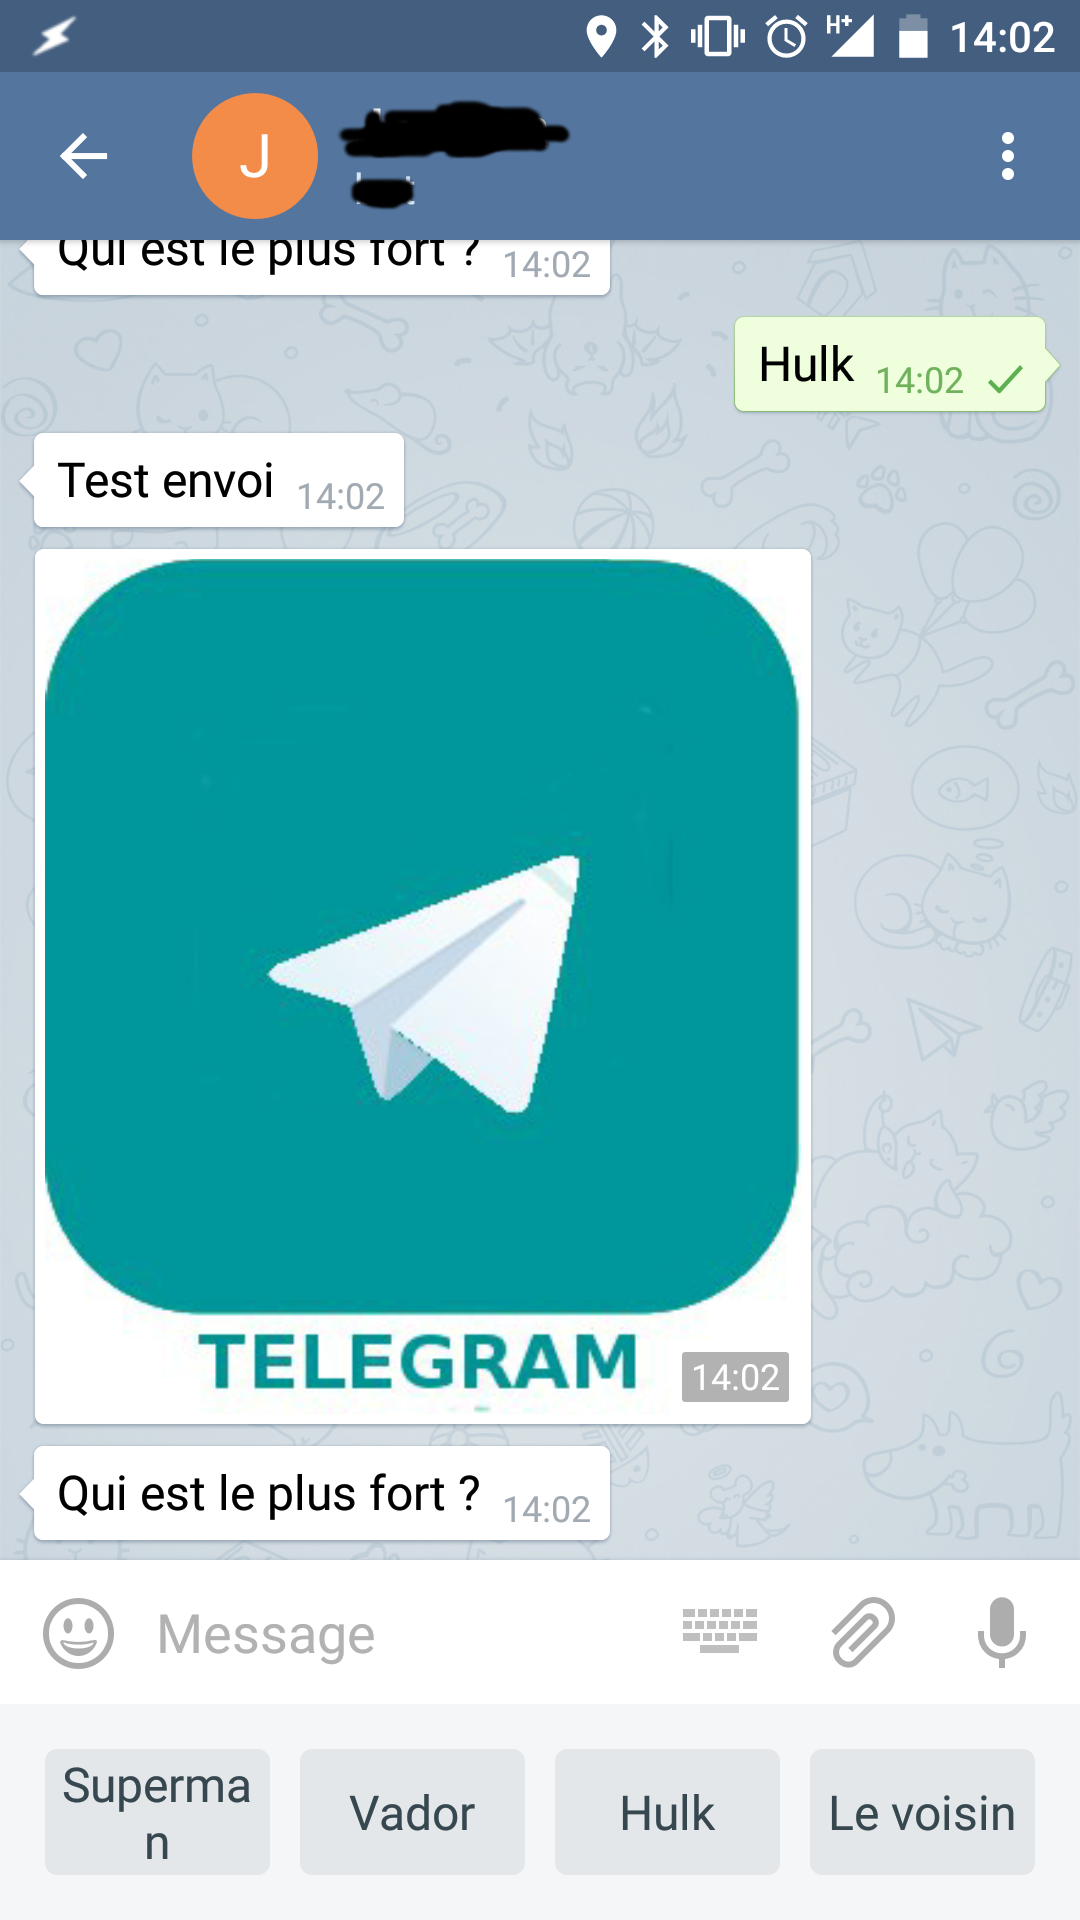 H+ 14:02
J
Qui est le plus fort ? 14:02
Hulk 14:02
Test envoi 14:02
TELEGRAM
14:02
Qui est le plus fort ? 14:02
Message
Superma
n
Vador
Hulk
Le voisin